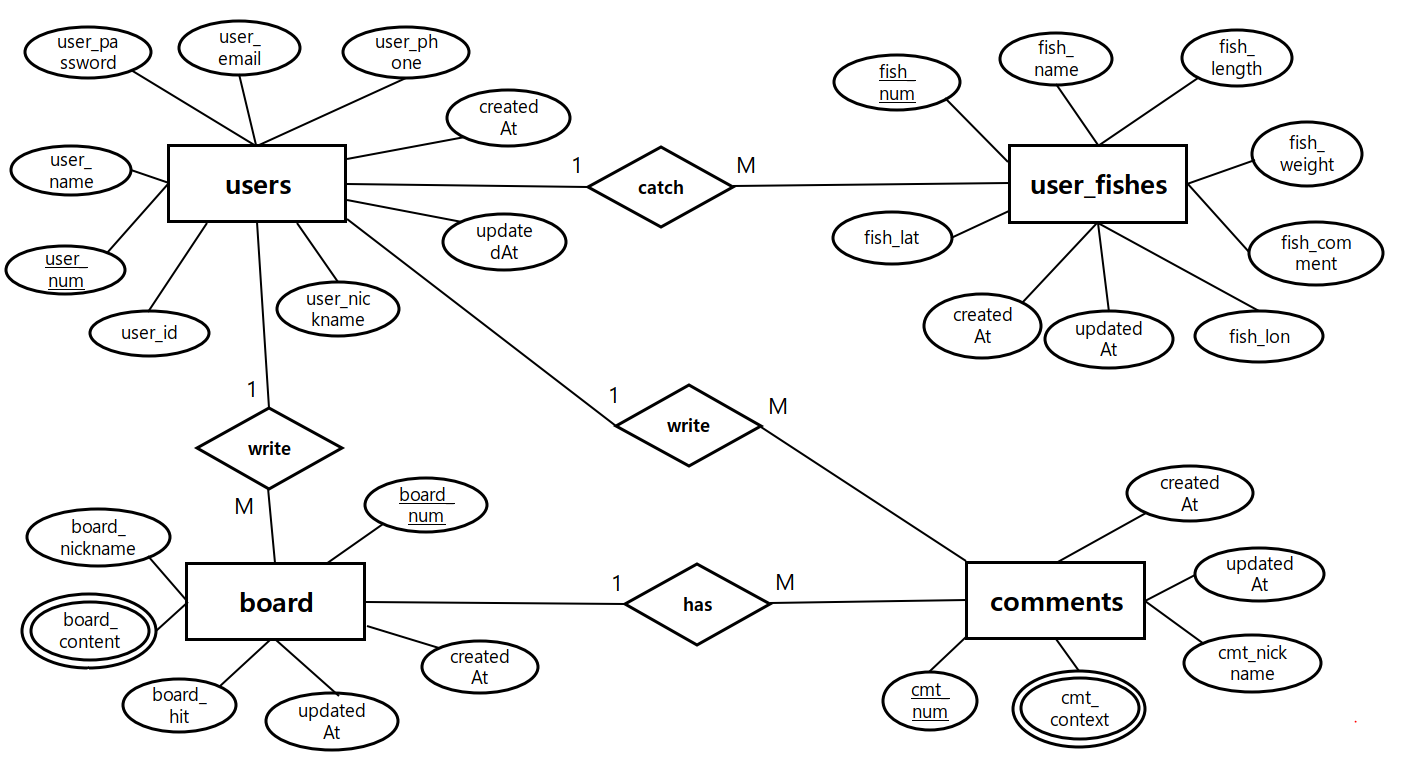 user_pa
ssword
user_
email
user_ph
one
created
At
user_
name
users
user_
num
user_id
user_nic
kname
update
dAt
1
catch
M
fish_
num
fish_
name
fish_
length
fish_
weight
user_fishes
fish_lat
fish_com
ment
created
At
updated
At
fish_lon
1
write
M
1
write
M
board_
num
board_
nickname
board
board_
content
board_
hit
updated
At
created
At
1
has
M
created
At
updated
At
comments
cmt_nick
name
cmt_
num
cmt_
context